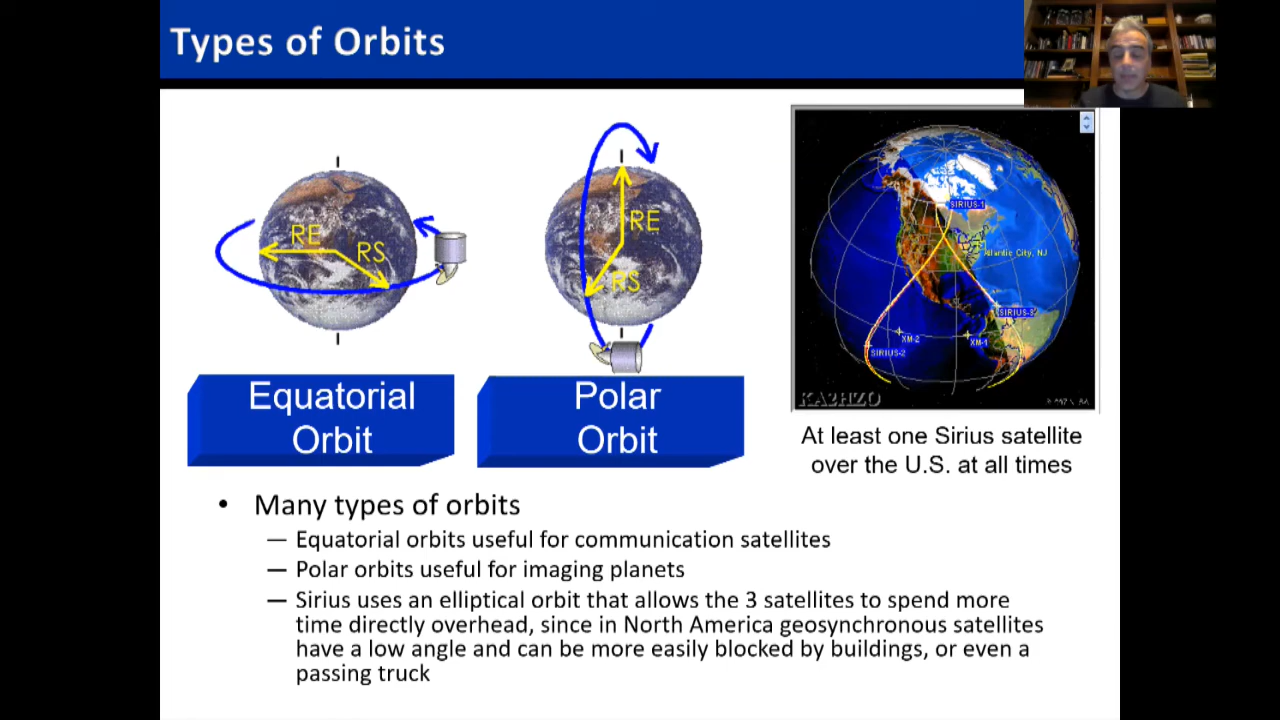 Types of Orbits
RE
RS
RE
RS
SIRIUS-1
Atlantic City, NJ
SIRIUS-3
XM-2
XM-1
SIRIUS-2
KA2HZO
Equatorial
Orbit
Polar
Orbit
At least one Sirius satellite
over the U.S. at all times
• Many types of orbits
— Equatorial orbits useful for communication satellites
— Polar orbits useful for imaging planets
— Sirius uses an elliptical orbit that allows the 3 satellites to spend more
time directly overhead, since in North America geosynchronous satellites
have a low angle and can be more easily blocked by buildings, or even a
passing truck